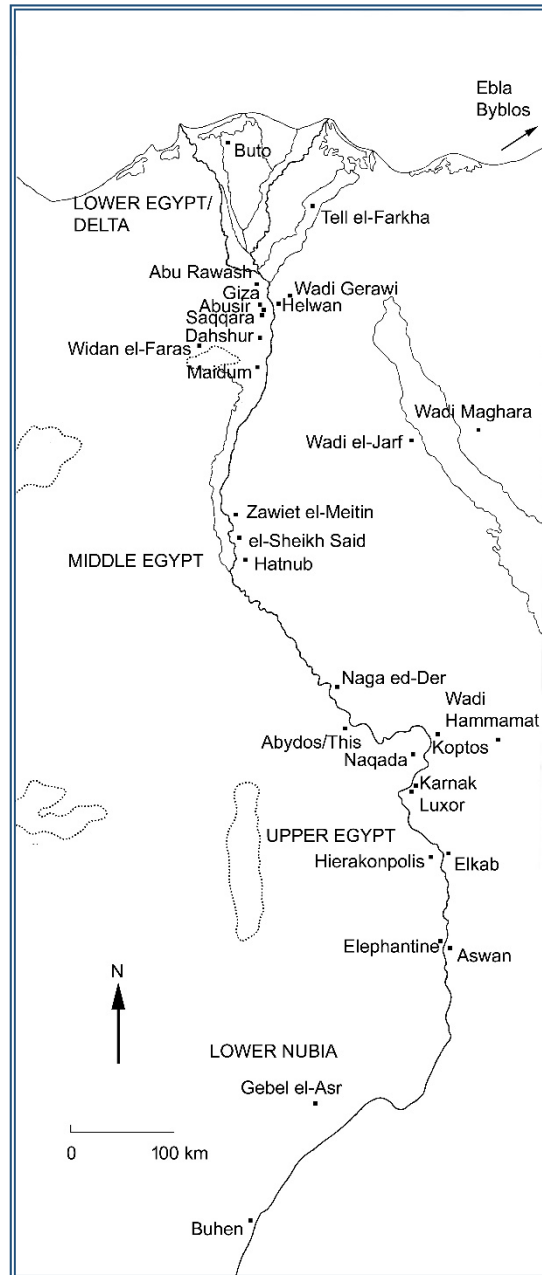 Ebla
Byblos
Buto
LOWER EGYPT/
DELTA
Tell el-Farkha
Abu Rawash
Wadi Gerawi
Giza
Helwan
Abusir
Saqqara
Dahshur
Widan el-Faras
Maidum
Wadi Maghara
Wadi el-Jarf
Zawiet el-Meitin
el-Sheikh Said
MIDDLE EGYPT
Hatnub
Naga ed-Der
Wadi
Hammamat
Abydos/This
Koptos
Naqada
Karnak
Luxor
UPPER EGYPT
Hierakonpolis
Elkab
Elephantine
Aswan
N
LOWER NUBIA
Gebel el-Asr
0 100 km
Buhen